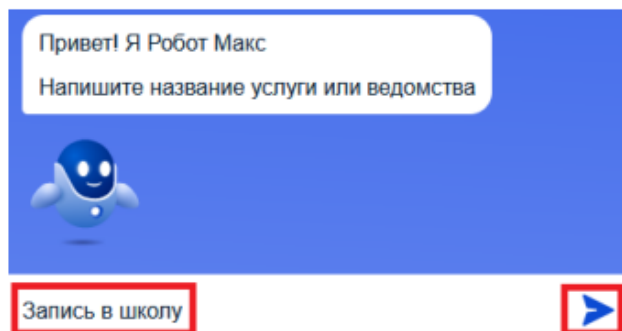 Привет! Я Робот Макс
Напишите название услуги или ведомства
Запись в школу